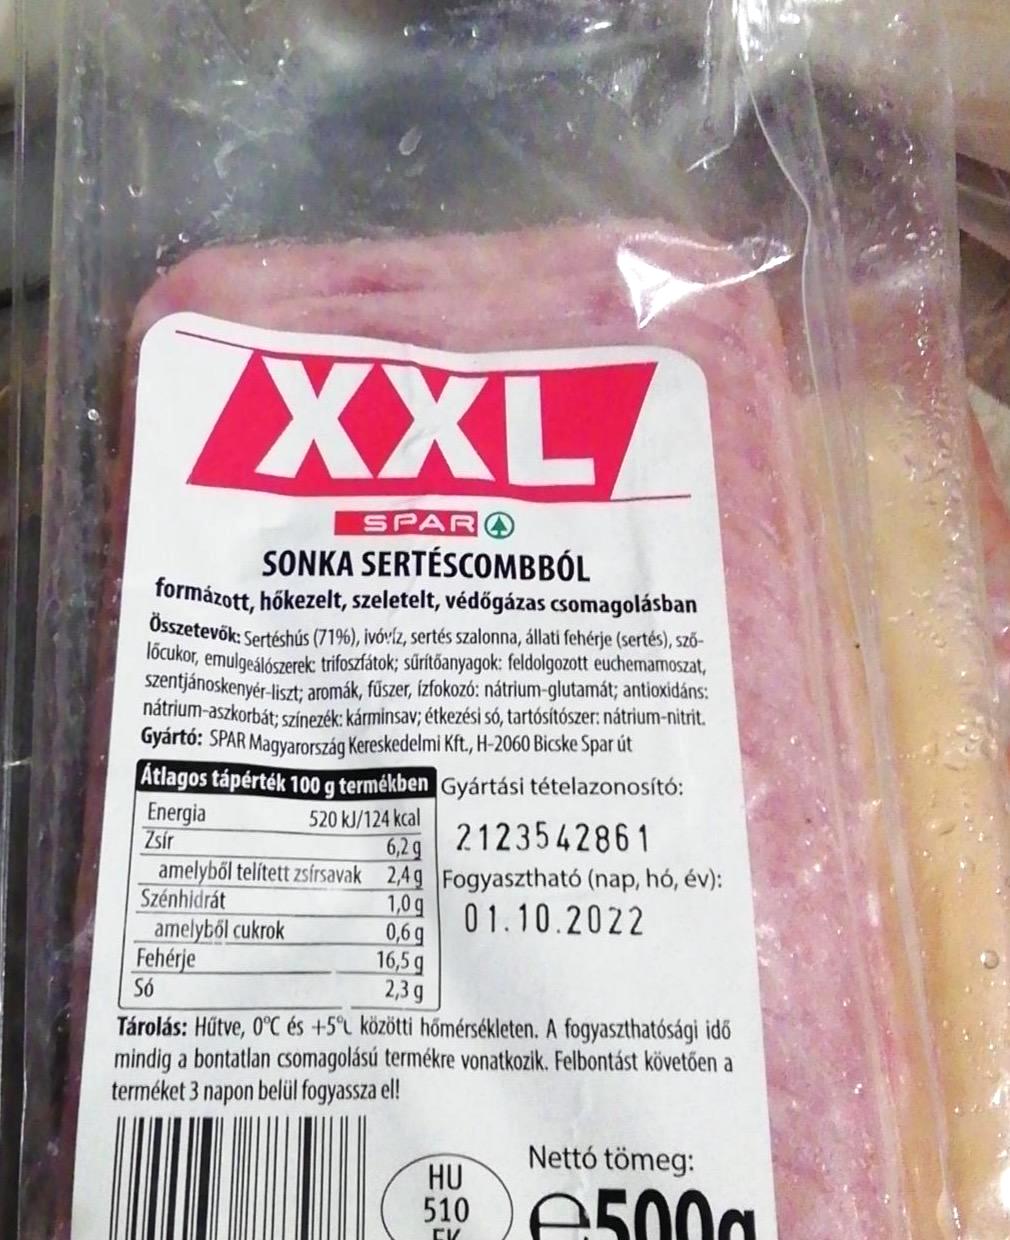 XXL
SPAR
SONKA SERTÉSCOMBBÓL
formázott, hőkezelt, szeletelt, védőgázas csomagolásban
Összetevők: Sertéshús (71%), ivóvíz, sertés szalonna, állati fehérje (sertés), sző-
lőcukor, emulgeálószerek: trifoszfátok; sűrítőanyagok: feldolgozott euchemamoszat,
szentjánoskenyér-liszt; aromák, fűszer, ízfokozó: nátrium-glutamát; antioxidáns:
nátrium-aszkorbát; színezék: kárminsav; étkezési só, tartósítószer: nátrium-nitrit.
Gyártó: SPAR Magyarország Kereskedelmi Kft., H-2060 Bicske Spar út
Átlagos tápérték 100 g termékben
Energia 520 kJ/124 kcal
Zsír 6,2 g
amelyből telített zsírsavak 2,4 g
Szénhidrát 1,0 g
amelyből cukrok 0,6 g
Fehérje 16,5 g
Só 2,3 g
Gyártási tételazonosító:
2123542861
Fogyasztható (nap, hó, év):
01.10.2022
Tárolás: Hűtve, 0°C és +5°C közötti hőmérsékleten. A fogyaszthatósági idő
mindig a bontatlan csomagolású termékre vonatkozik. Felbontást követően a
terméket 3 napon belül fogyassza el!
HU
510
EK
Nettó tömeg:
℮500g